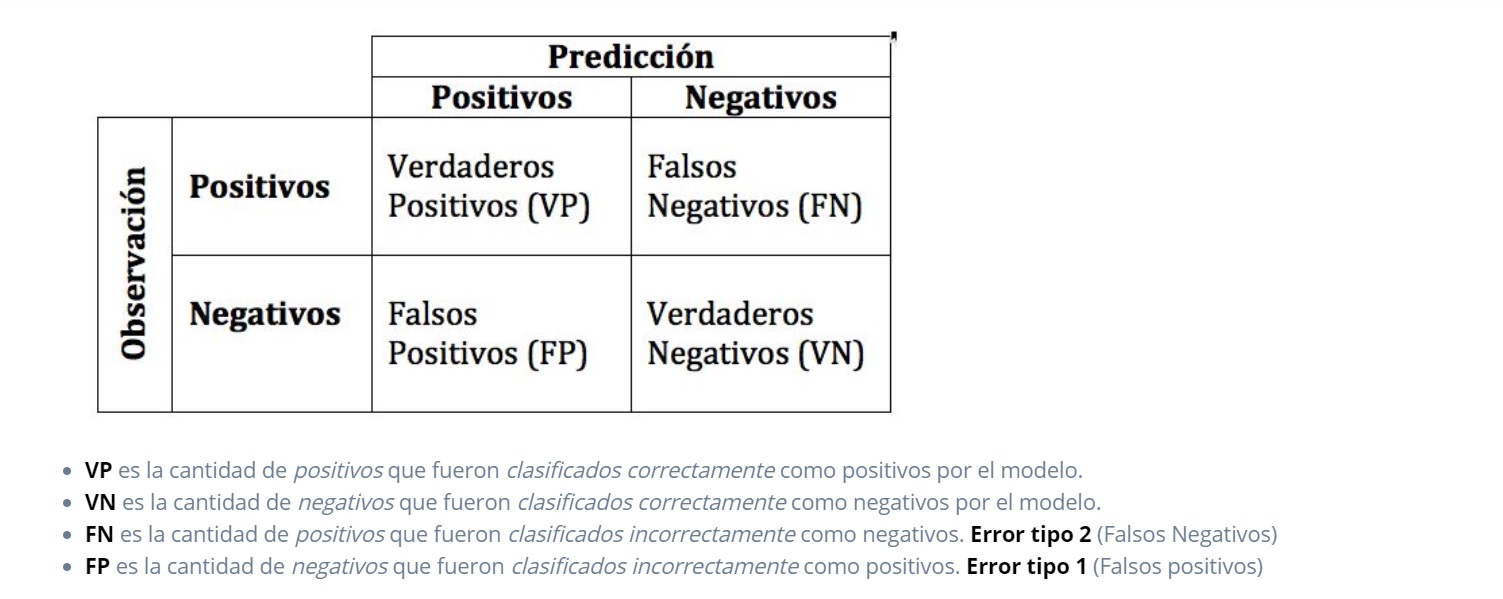 Predicción
Positivos Negativos
Observación
Positivos
Verdaderos
Positivos (VP)
Falsos
Negativos (FN)
Negativos
Falsos
Positivos (FP)
Verdaderos
Negativos (VN)
VP es la cantidad de positivos que fueron clasificados correctamente como positivos por el modelo.
VN es la cantidad de negativos que fueron clasificados correctamente como negativos por el modelo.
FN es la cantidad de positivos que fueron clasificados incorrectamente como negativos. Error tipo 2 (Falsos Negativos)
FP es la cantidad de negativos que fueron clasificados incorrectamente como positivos. Error tipo 1 (Falsos positivos)